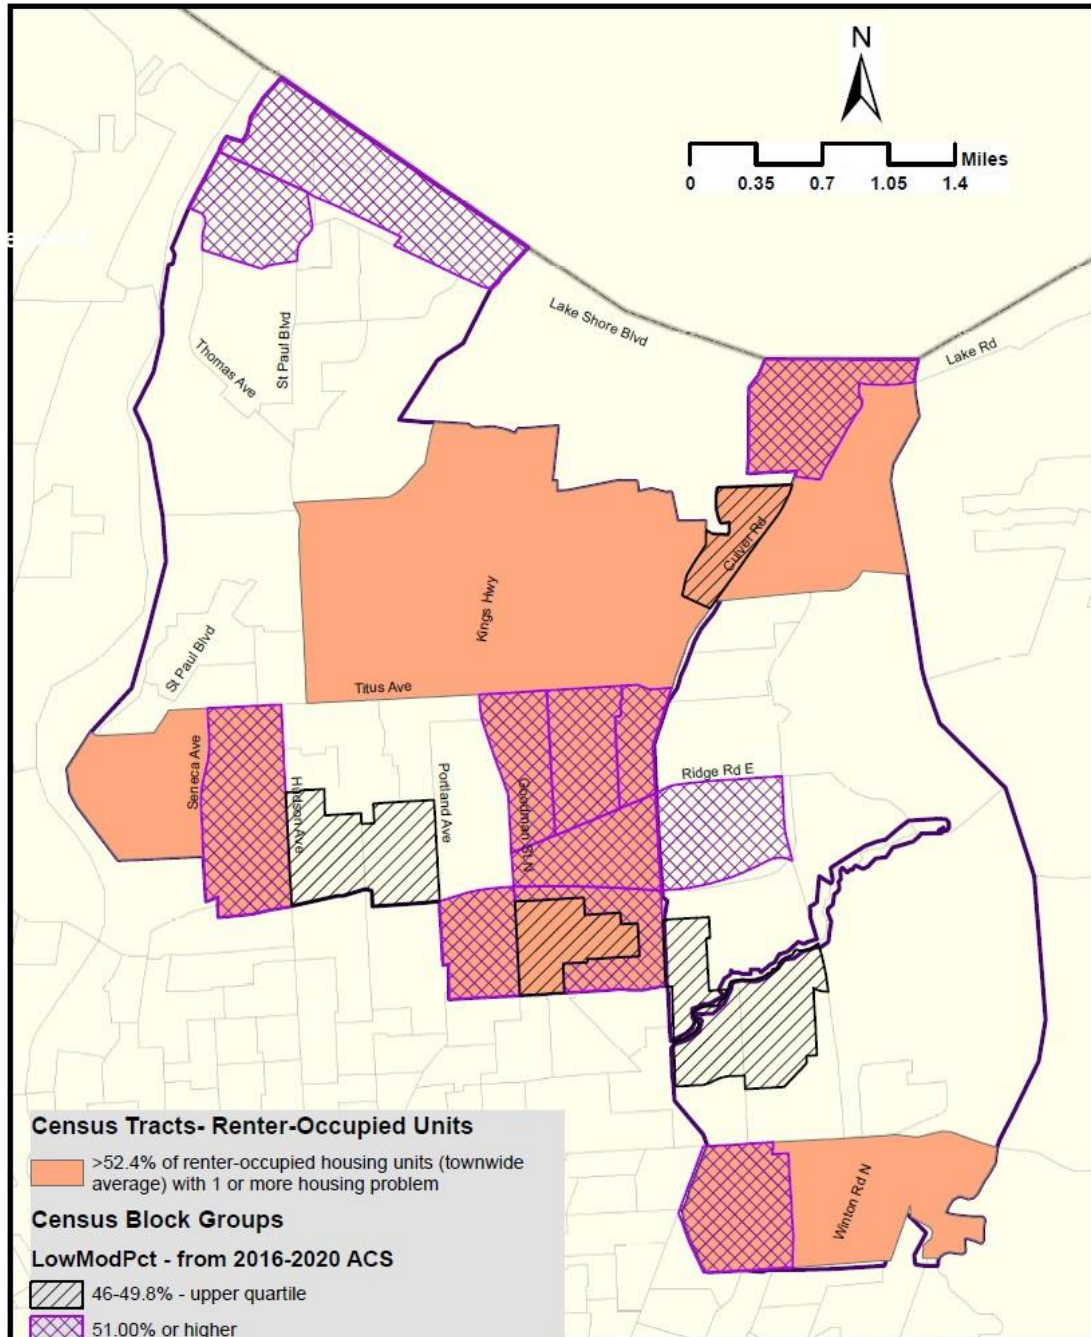 N
Miles
0 0.35 0.7 1.05 1.4
Lake Shore Blvd
Lake Rd
Thomas Ave
St Paul Blvd
Culver Rd
Kings Hwy
St Paul Blvd
Titus Ave
Seneca Ave
Hudson Ave
Portland Ave
Goodman St N
Ridge Rd E
Winton Rd N
Census Tracts- Renter-Occupied Units
>52.4% of renter-occupied housing units (townwide
average) with 1 or more housing problem
Census Block Groups
LowModPct - from 2016-2020 ACS
46-49.8% - upper quartile
51.00% or higher